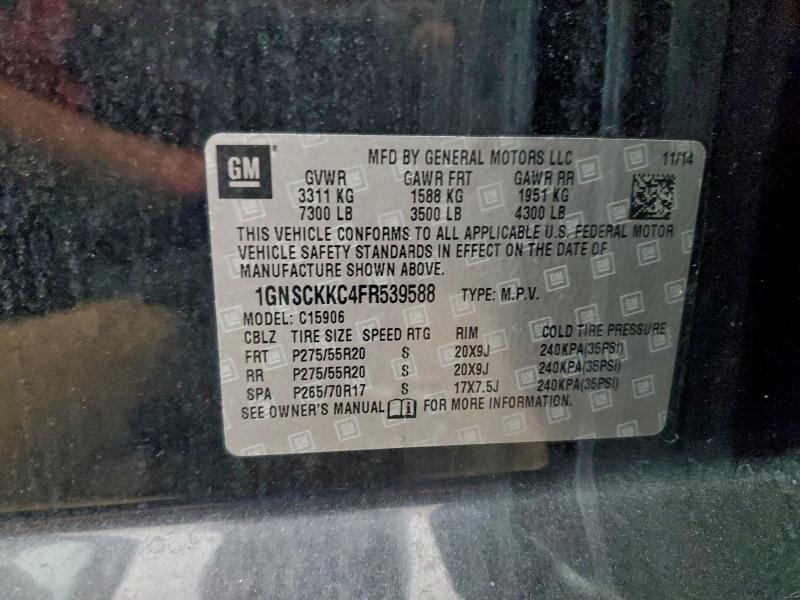 GM
MFD BY GENERAL MOTORS LLC 11/14
GVWR GAWR FRT GAWR RR
3311 KG 1588 KG 1951 KG
7300 LB 3500 LB 4300 LB
THIS VEHICLE CONFORMS TO ALL APPLICABLE U.S. FEDERAL MOTOR
VEHICLE SAFETY STANDARDS IN EFFECT ON THE DATE OF
MANUFACTURE SHOWN ABOVE.
1GNSCKKC4FR539588 TYPE: M.P.V.
MODEL: C15906
CBLZ TIRE SIZE SPEED RTG RIM COLD TIRE PRESSURE
FRT P275/55R20 S 20X9J 240KPA(35PSI)
RR P275/55R20 S 20X9J 240KPA(35PSI)
SPA P265/70R17 S 17X7.5J 240KPA(35PSI)
SEE OWNER'S MANUAL FOR MORE INFORMATION.